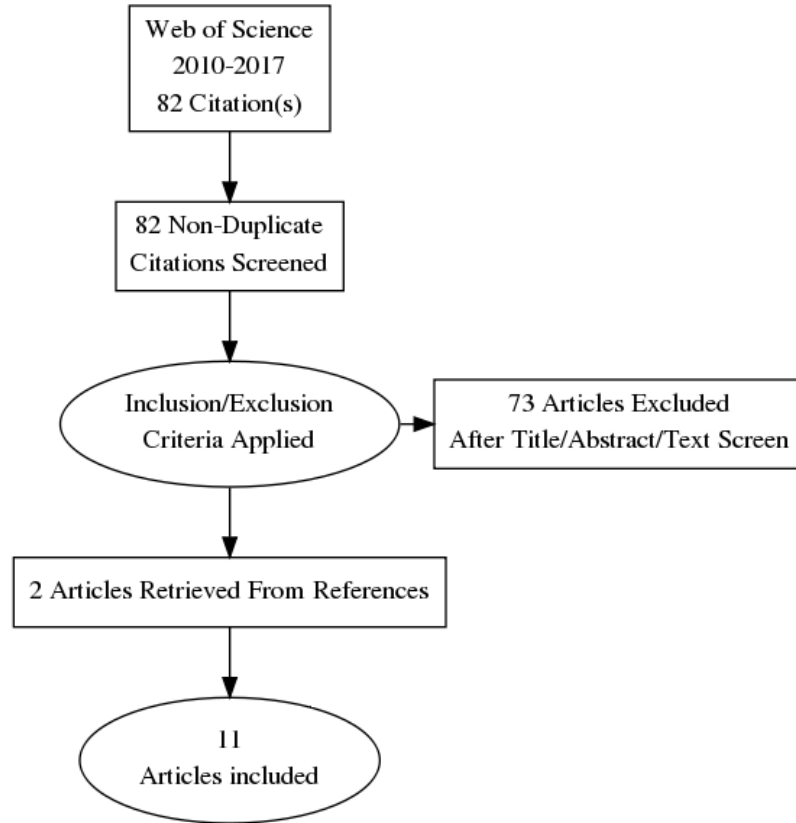 Web of Science
2010-2017
82 Citation(s)
82 Non-Duplicate
Citations Screened
Inclusion/Exclusion
Criteria Applied
73 Articles Excluded
After Title/Abstract/Text Screen
2 Articles Retrieved From References
11
Articles included